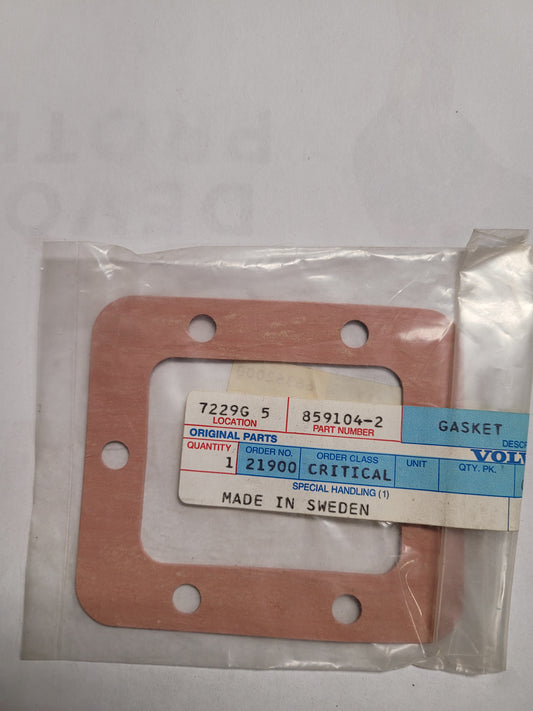 7229G 5 859104-2 GASKET
LOCATION PART NUMBER
ORIGINAL PARTS
QUANTITY ORDER NO. ORDER CLASS UNIT QTY. PK.
1 21900 CRITICAL
SPECIAL HANDLING (1)
MADE IN SWEDEN